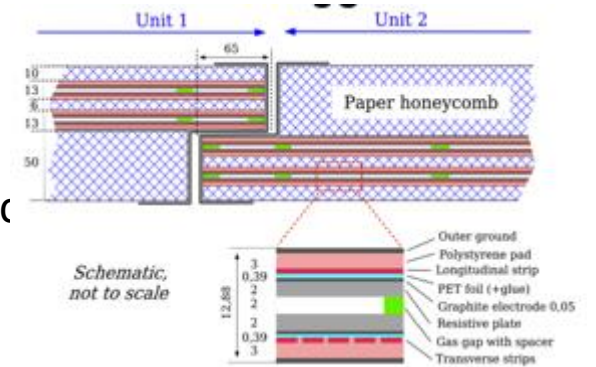 Unit 1
Unit 2
65
10
13
6
13
50
Paper honeycomb
Schematic,
not to scale
12,88
3
0,39
2
2
2
0,39
3
Outer ground
Polystyrene pad
Longitudinal strip
PET foil (+glue)
Graphite electrode 0,05
Resistive plate
Gas gap with spacer
Transverse strips